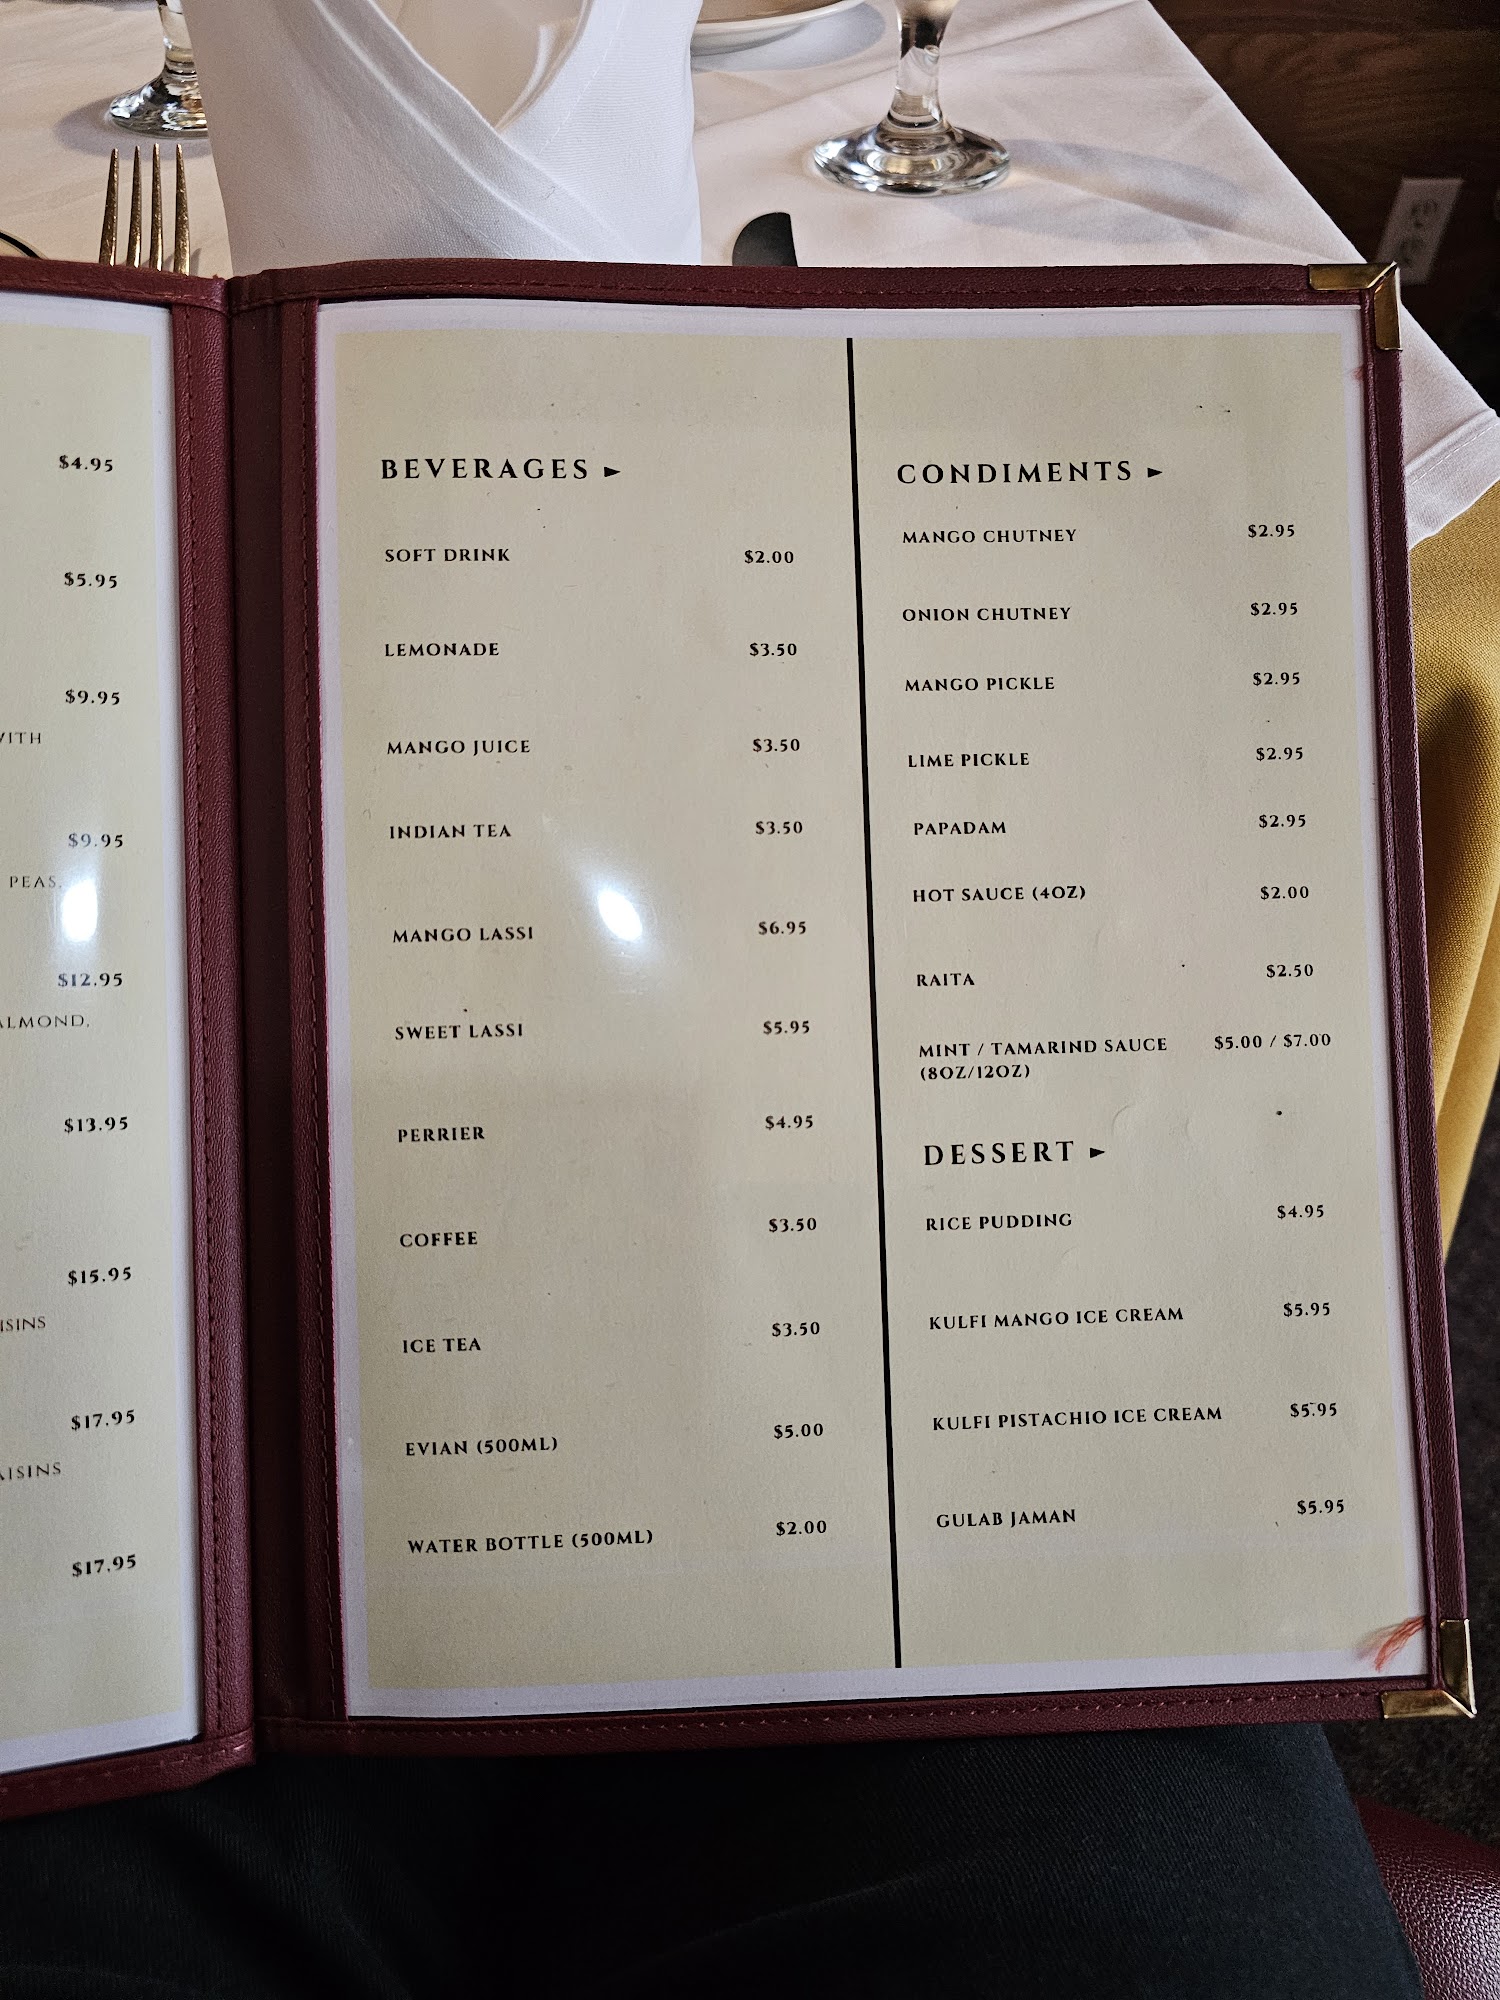 $4.95
$5.95
$9.95
WITH
$9.95
PEAS,
$12.95
ALMOND,
$13.95
$15.95
$17.95
$17.95
BEVERAGES ►
SOFT DRINK $2.00
LEMONADE $3.50
MANGO JUICE $3.50
INDIAN TEA $3.50
MANGO LASSI $6.95
SWEET LASSI $5.95
PERRIER $4.95
COFFEE $3.50
ICE TEA $3.50
EVIAN (500ML) $5.00
WATER BOTTLE (500ML) $2.00
CONDIMENTS ►
MANGO CHUTNEY $2.95
ONION CHUTNEY $2.95
MANGO PICKLE $2.95
LIME PICKLE $2.95
PAPADAM $2.95
HOT SAUCE (4OZ) $2.00
RAITA $2.50
MINT / TAMARIND SAUCE $5.00 / $7.00
(8OZ/12OZ)
DESSERT ►
RICE PUDDING $4.95
KULFI MANGO ICE CREAM $5.95
KULFI PISTACHIO ICE CREAM $5.95
GULAB JAMAN $5.95